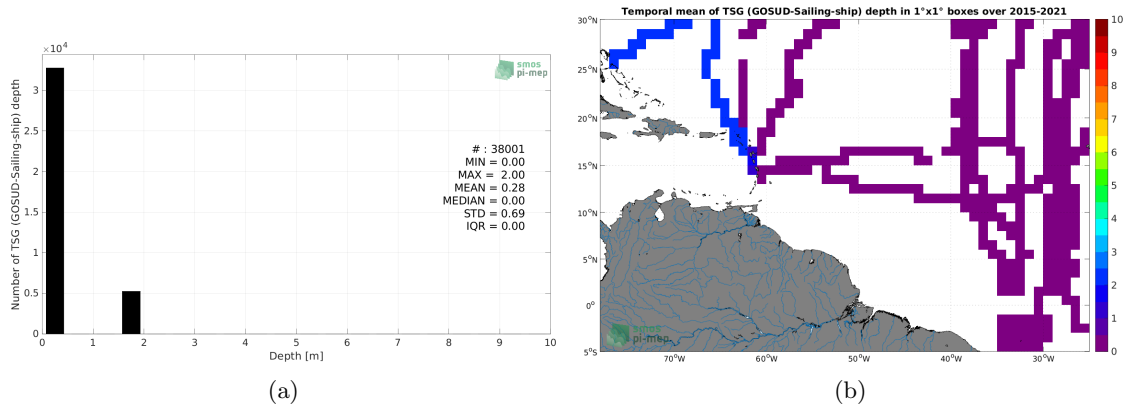 ×10⁴
smos
pi-mep
3
2.5
2
1.5
1
0.5
0
Number of TSG (GOSUD-Sailing-ship) depth
# : 38001
MIN = 0.00
MAX = 2.00
MEAN = 0.28
MEDIAN = 0.00
STD = 0.69
IQR = 0.00
0 1 2 3 4 5 6 7 8 9 10
Depth [m]
(a)
Temporal mean of TSG (GOSUD-Sailing-ship) depth in 1°x1° boxes over 2015-2021
30°N
25°N
20°N
15°N
10°N
5°N
0°
5°S
70°W 60°W 50°W 40°W 30°W
10
9
8
7
6
5
4
3
2
1
0
smos
pi-mep
(b)